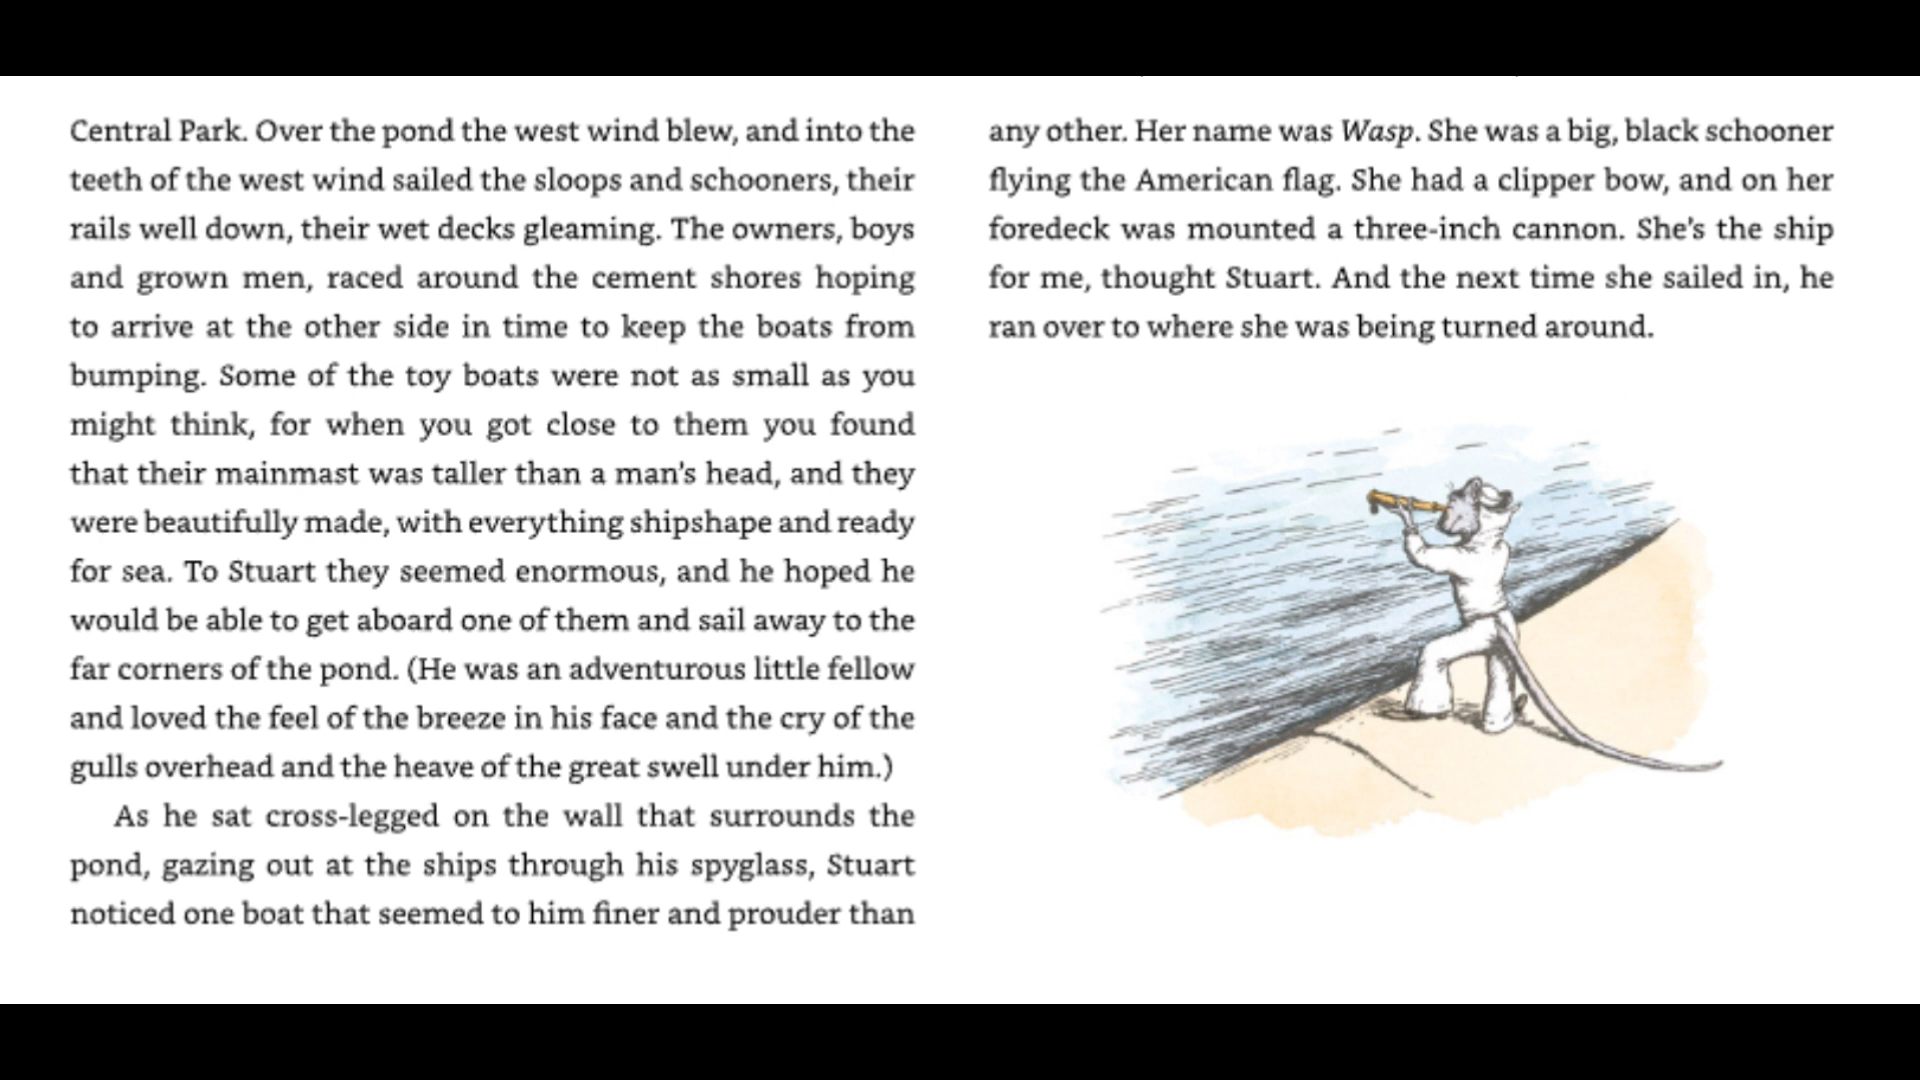 Central Park. Over the pond the west wind blew, and into the
teeth of the west wind sailed the sloops and schooners, their
rails well down, their wet decks gleaming. The owners, boys
and grown men, raced around the cement shores hoping
to arrive at the other side in time to keep the boats from
bumping. Some of the toy boats were not as small as you
might think, for when you got close to them you found
that their mainmast was taller than a man's head, and they
were beautifully made, with everything shipshape and ready
for sea. To Stuart they seemed enormous, and he hoped he
would be able to get aboard one of them and sail away to the
far corners of the pond. (He was an adventurous little fellow
and loved the feel of the breeze in his face and the cry of the
gulls overhead and the heave of the great swell under him.)
As he sat cross-legged on the wall that surrounds the
pond, gazing out at the ships through his spyglass, Stuart
noticed one boat that seemed to him finer and prouder than
any other. Her name was Wasp. She was a big, black schooner
flying the American flag. She had a clipper bow, and on her
foredeck was mounted a three-inch cannon. She's the ship
for me, thought Stuart. And the next time she sailed in, he
ran over to where she was being turned around.